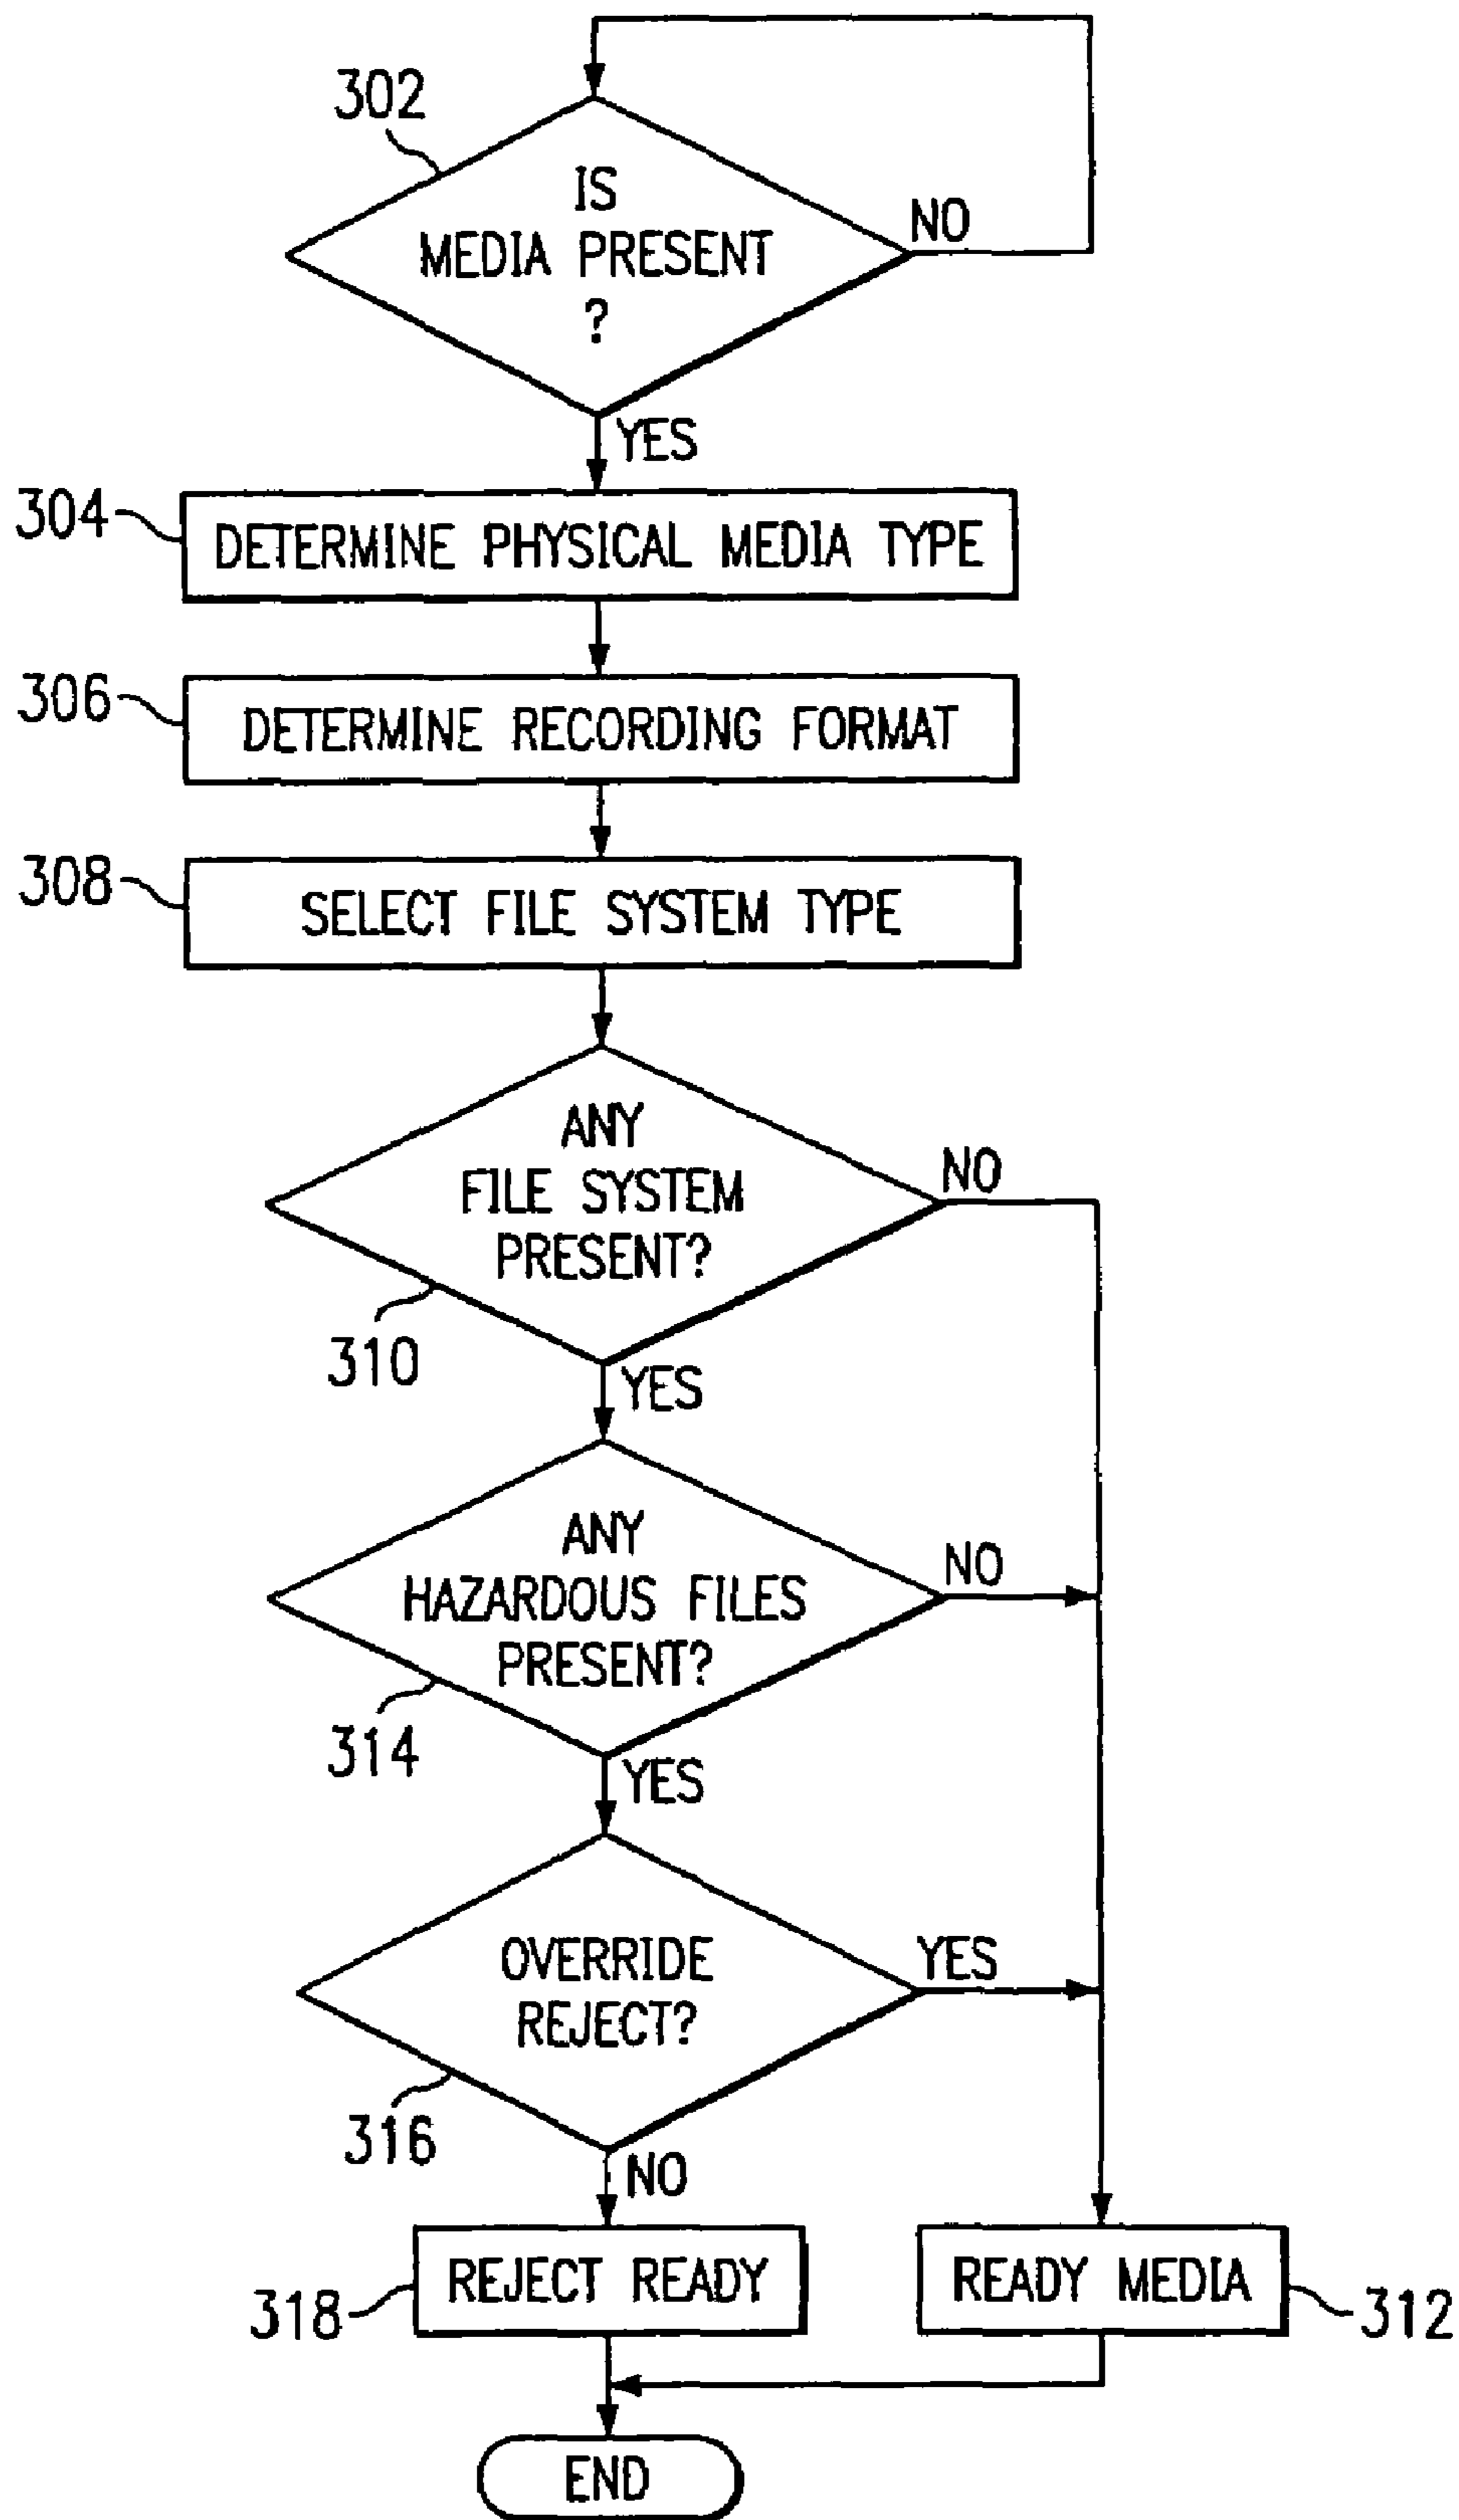 302
IS
MEDIA PRESENT
?
NO
YES
304
DETERMINE PHYSICAL MEDIA TYPE
306
DETERMINE RECORDING FORMAT
308
SELECT FILE SYSTEM TYPE
ANY
FILE SYSTEM
PRESENT?
NO
310
YES
ANY
HAZARDOUS FILES
PRESENT?
NO
314
YES
OVERRIDE
REJECT?
YES
316
NO
REJECT READY
318
READY MEDIA
312
END